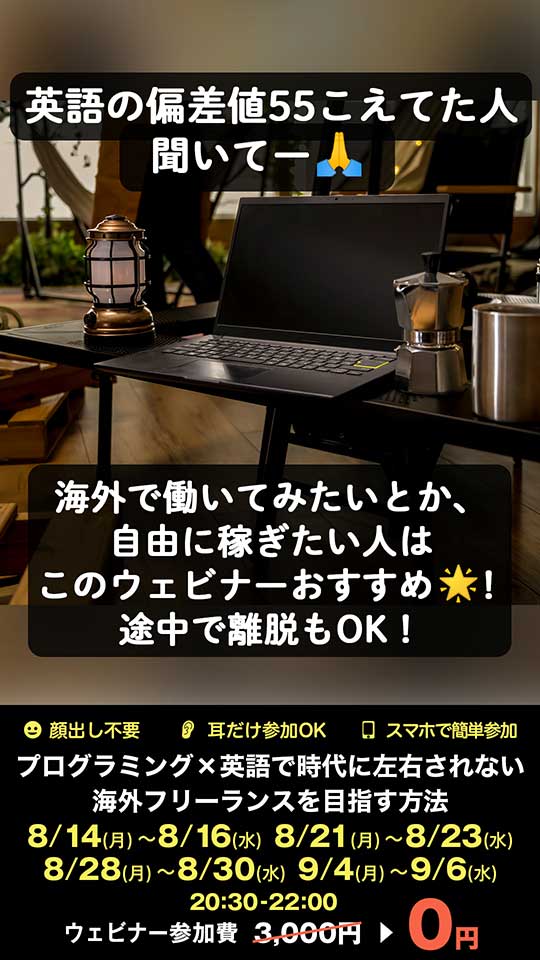 英語の偏差値55こえてた人
聞いてー🙏
海外で働いてみたいとか、
自由に稼ぎたい人は
このウェビナーおすすめ🌟!
途中で離脱もOK！
顔出し不要 耳だけ参加OK スマホで簡単参加
プログラミング×英語で時代に左右されない
海外フリーランスを目指す方法
8/14(月)～8/16(水) 8/21(月)～8/23(水)
8/28(月)～8/30(水) 9/4(月)～9/6(水)
20:30-22:00
ウェビナー参加費 3,000円 ▶ 0円